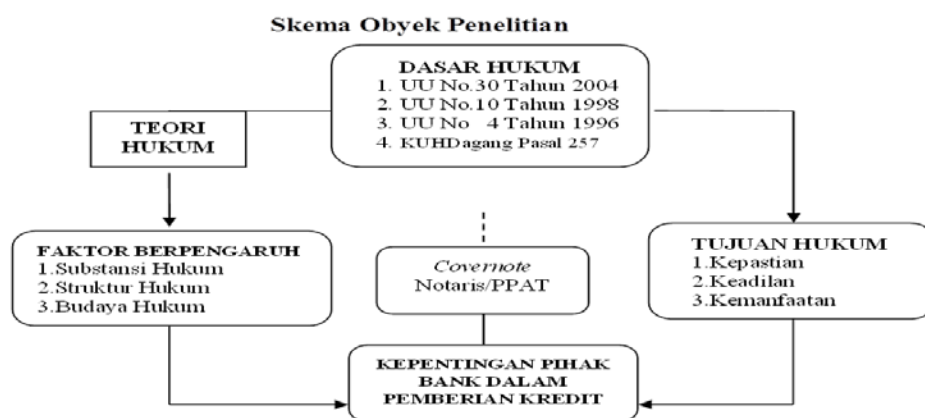 Skema Obyek Penelitian
DASAR HUKUM
1. UU No.30 Tahun 2004
2. UU No.10 Tahun 1998
3. UU No 4 Tahun 1996
4. KUHDagang Pasal 257
TEORI
HUKUM
FAKTOR BERPENGARUH
1.Substansi Hukum
2.Struktur Hukum
3.Budaya Hukum
Covernote
Notaris/PPAT
TUJUAN HUKUM
1.Kepastian
2.Keadilan
3.Kemanfaatan
KEPENTINGAN PIHAK
BANK DALAM
PEMBERIAN KREDIT